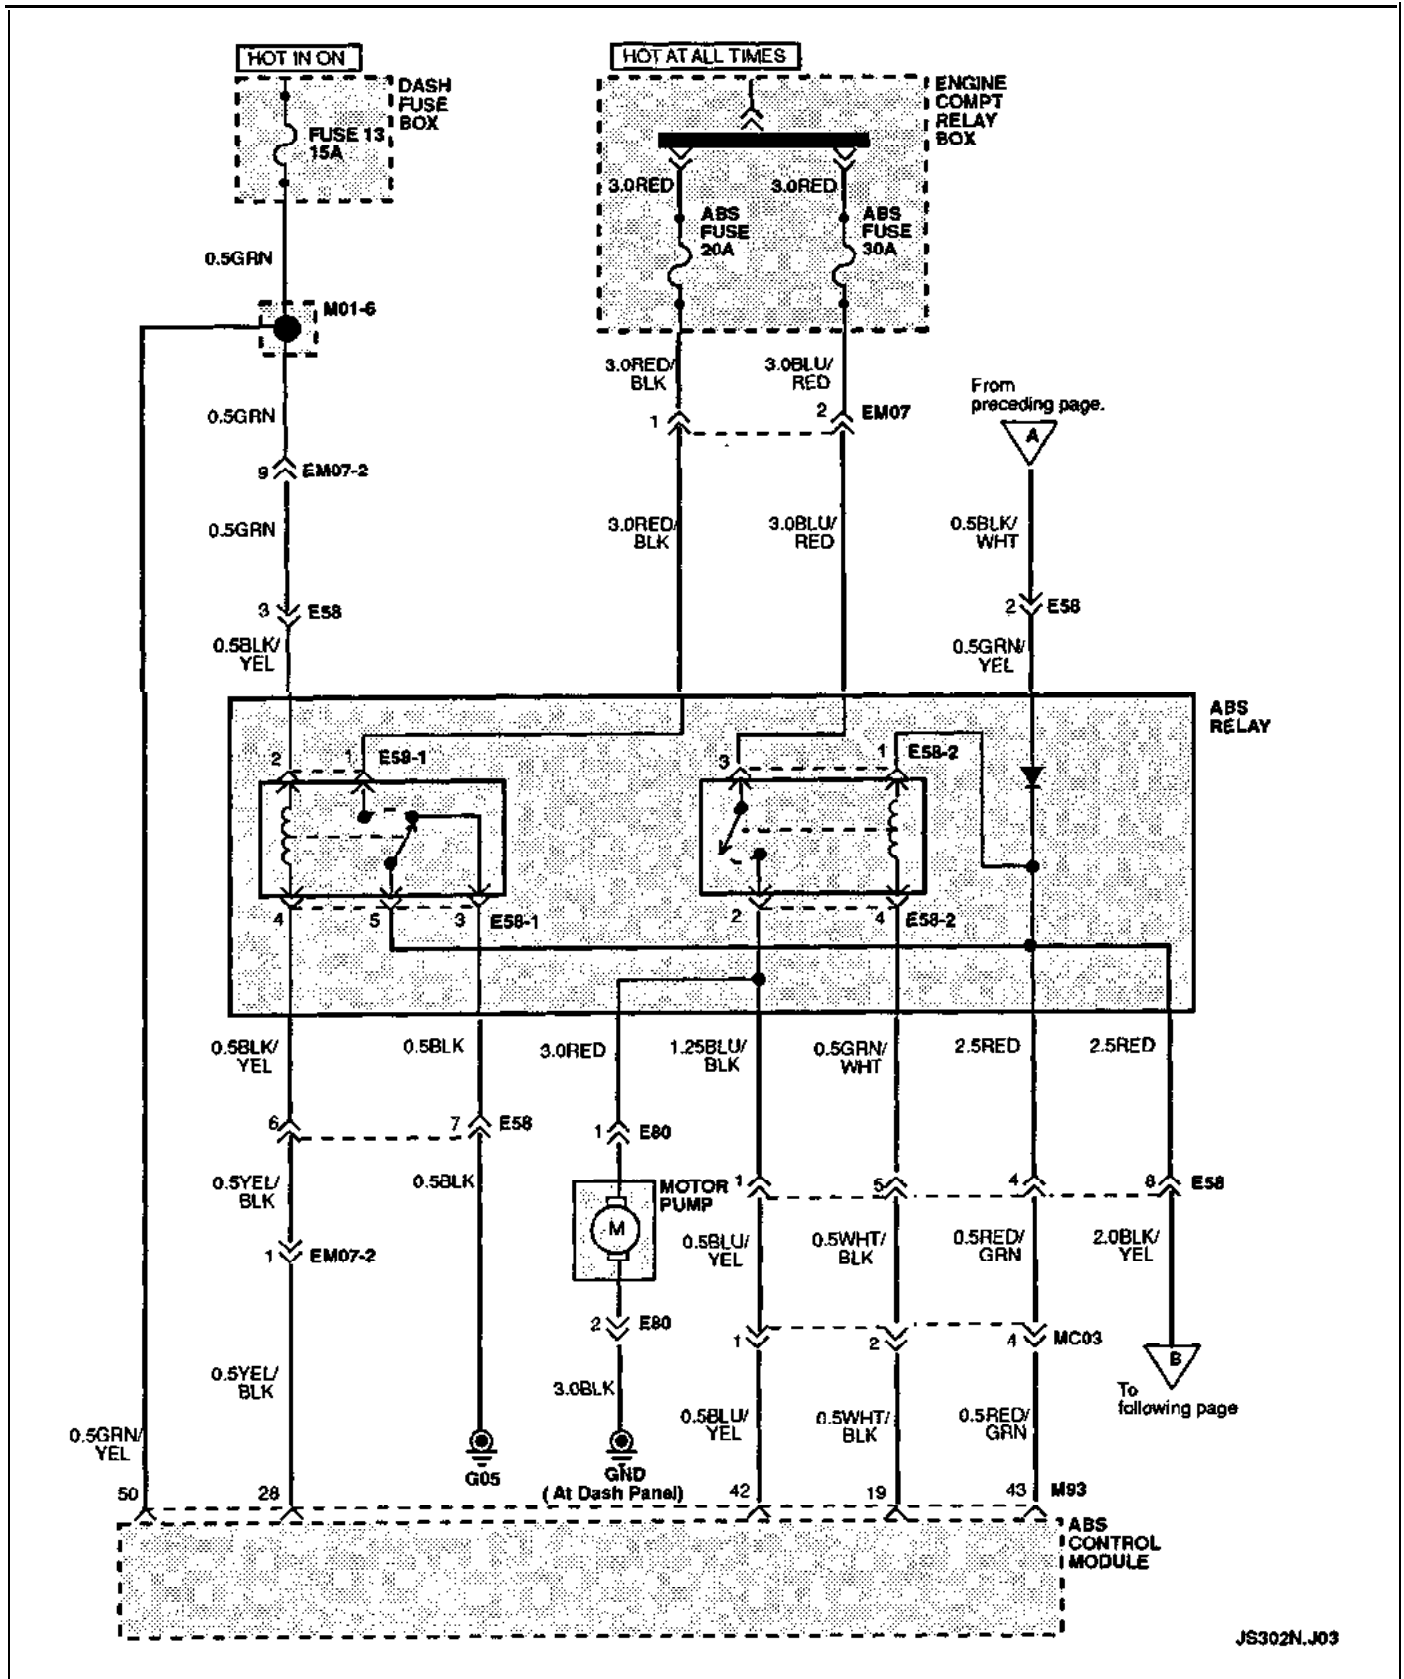 HOT IN ON
HOT AT ALL TIMES
DASH
FUSE
BOX
FUSE 13
15A
ENGINE
COMPT
RELAY
BOX
3.0RED
3.0RED
ABS
FUSE
20A
ABS
FUSE
30A
0.5GRN
M01-6
3.0RED/
BLK
3.0BLU/
RED
From
preceding page.
A
0.5GRN
1
2
EM07
9
EM07-2
0.5GRN
3.0RED/
BLK
3.0BLU/
RED
0.5BLK/
WHT
3
E58
2
E58
0.5BLK/
YEL
0.5GRN/
YEL
ABS
RELAY
2
1
E58-1
3
1
E58-2
4
5
3
E58-1
2
4
E58-2
0.5BLK/
YEL
0.5BLK
3.0RED
1.25BLU/
BLK
0.5GRN/
WHT
2.5RED
2.5RED
6
7
E58
1
E80
0.5YEL/
BLK
0.5BLK
MOTOR
PUMP
M
1
5
4
8
E58
0.5BLU/
YEL
0.5WHT/
BLK
0.5RED/
GRN
2.0BLK/
YEL
1
EM07-2
2
E80
1
2
4
MC03
B
To
following page
0.5YEL/
BLK
3.0BLK
0.5BLU/
YEL
0.5WHT/
BLK
0.5RED/
GRN
0.5GRN/
YEL
G05
GND
(At Dash Panel)
50
28
42
19
43
M93
ABS
CONTROL
MODULE
JS302N.J03